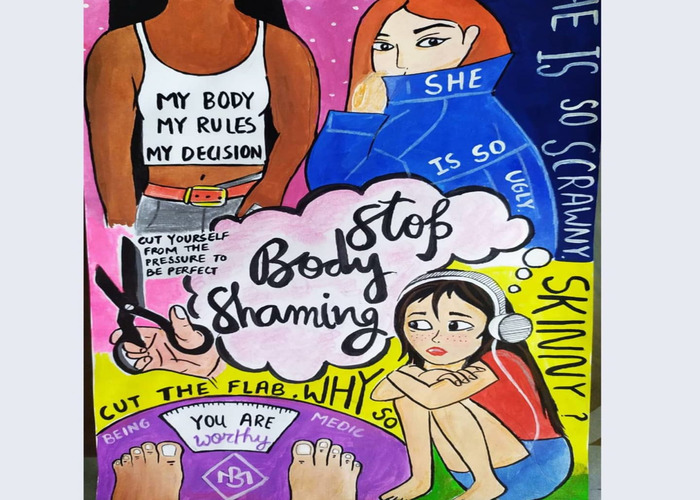 MY BODY
MY RULES
MY DECISION
SHE
IS SO
UGLY.
IS SO SCRAWNY.
CUT YOURSELF
FROM THE
PRESSURE TO
BE PERFECT
Stop
Body
Shaming
CUT THE FLAB. WHY SO
SKINNY?
BEING
YOU ARE
worthy
MEDIC